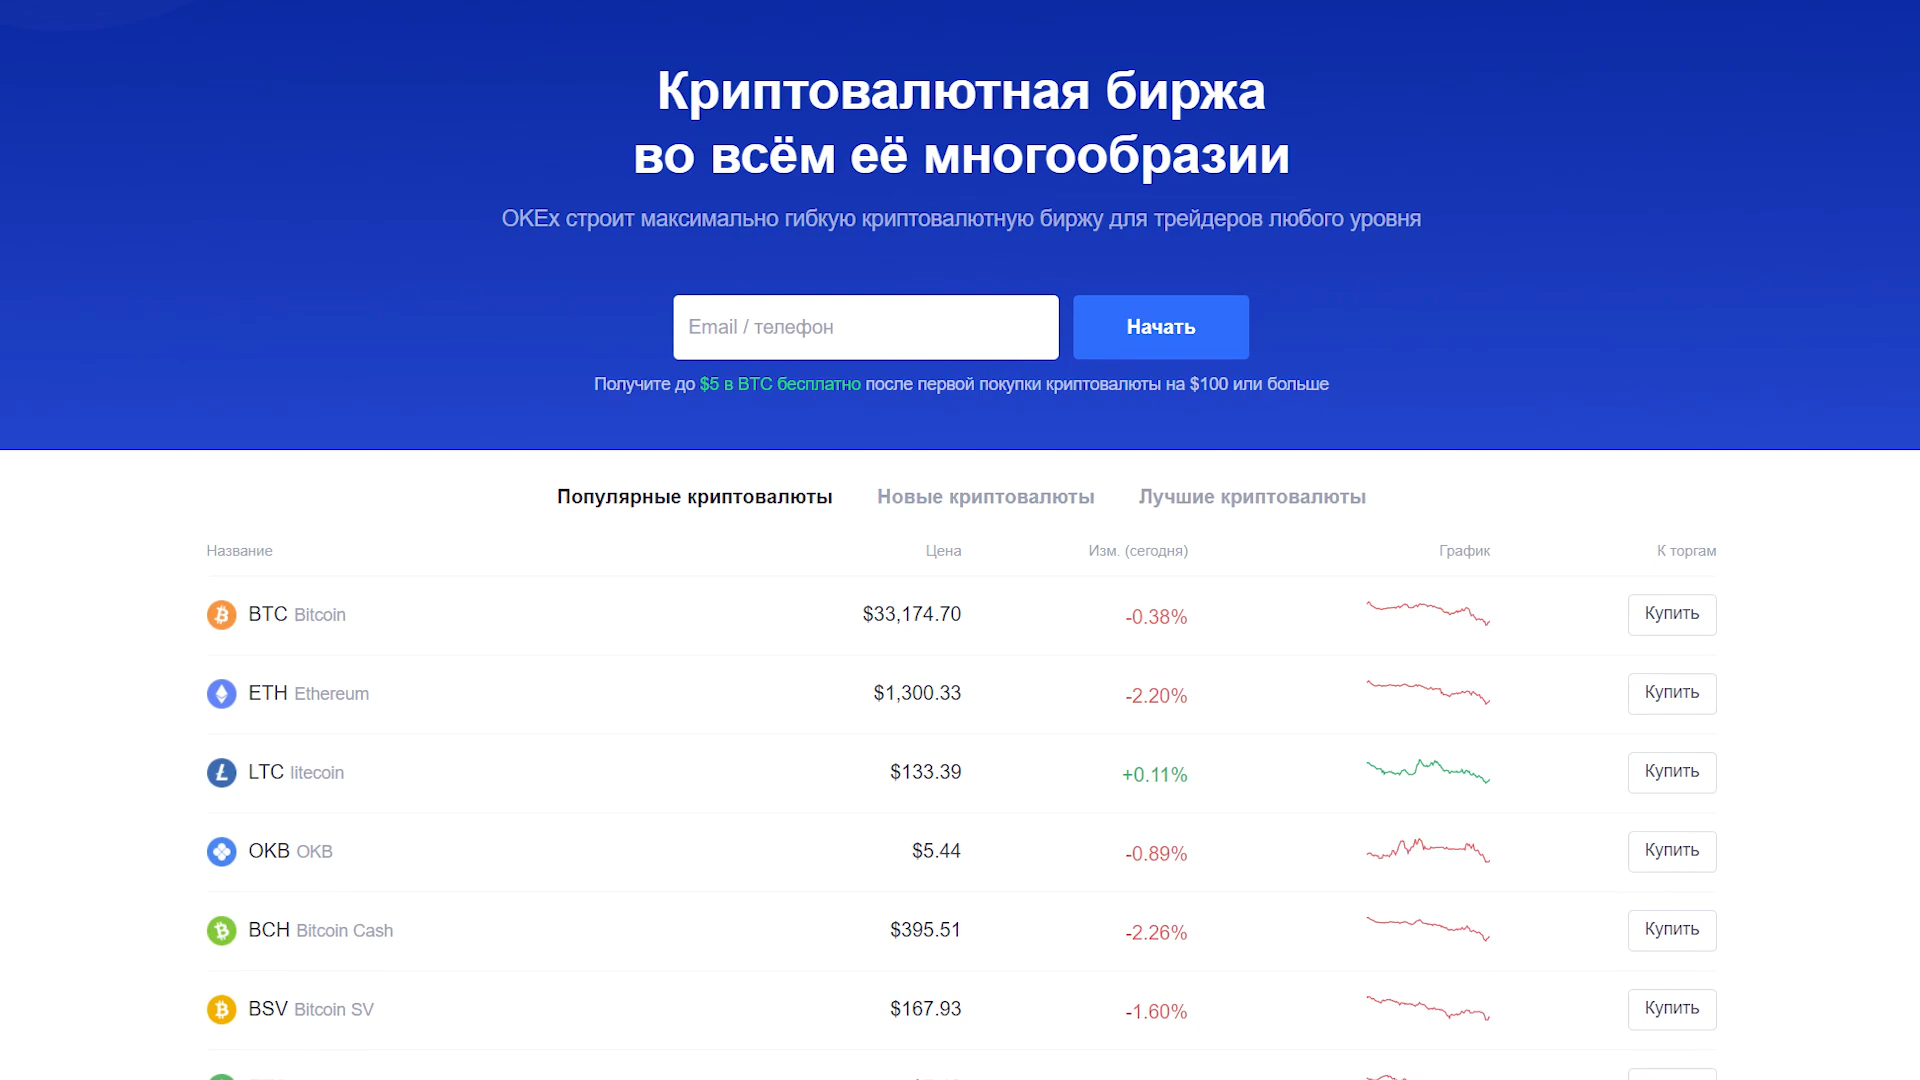 Криптовалютная биржа
во всём её многообразии
OKEx строит максимально гибкую криптовалютную биржу для трейдеров любого уровня
Email / телефон Начать
Получите до $5 в BTC бесплатно после первой покупки криптовалюты на $100 или больше
Популярные криптовалюты Новые криптовалюты Лучшие криптовалюты
Название Цена Изм. (сегодня) График К торгам
BTC Bitcoin $33,174.70 -0.38% Купить
ETH Ethereum $1,300.33 -2.20% Купить
LTC litecoin $133.39 +0.11% Купить
OKB OKB $5.44 -0.89% Купить
BCH Bitcoin Cash $395.51 -2.26% Купить
BSV Bitcoin SV $167.93 -1.60% Купить